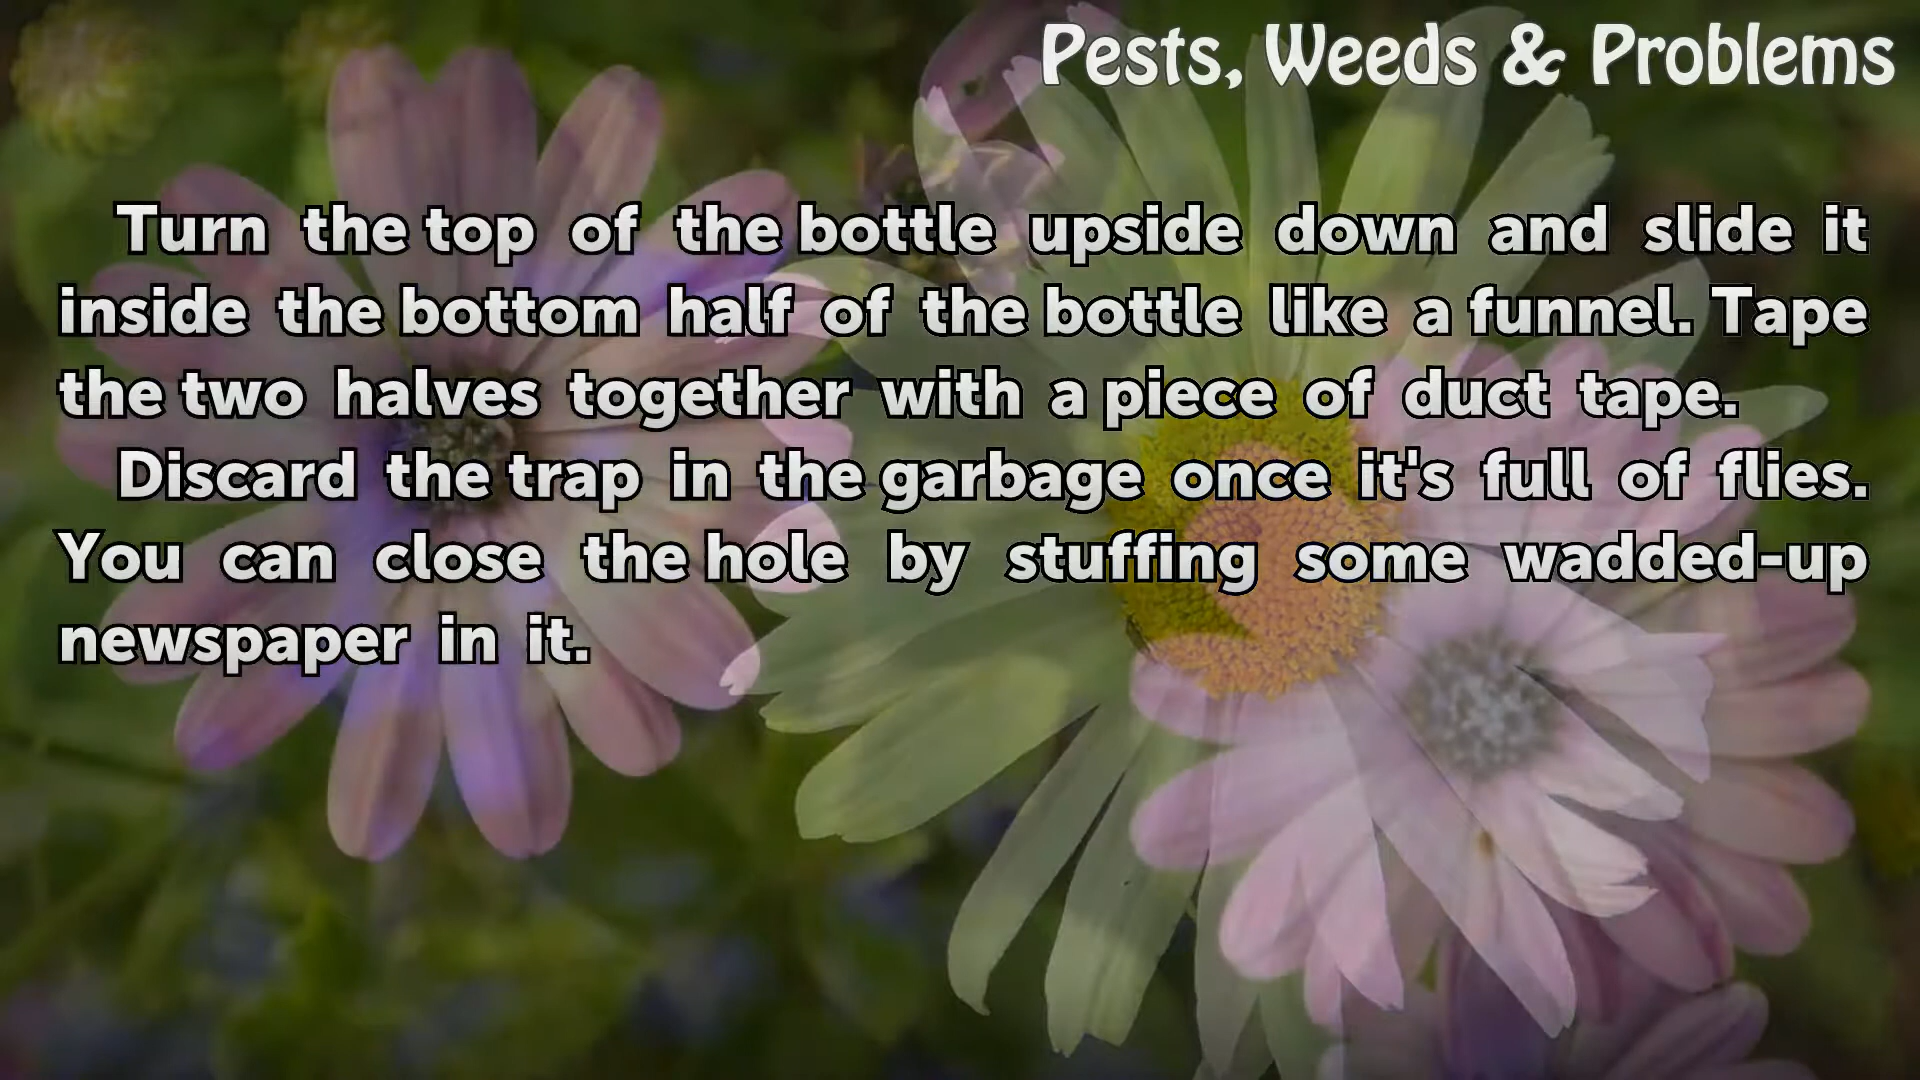 Pests, Weeds & Problems
Turn the top of the bottle upside down and slide it
inside the bottom half of the bottle like a funnel. Tape
the two halves together with a piece of duct tape.
Discard the trap in the garbage once it's full of flies.
You can close the hole by stuffing some wadded-up
newspaper in it.